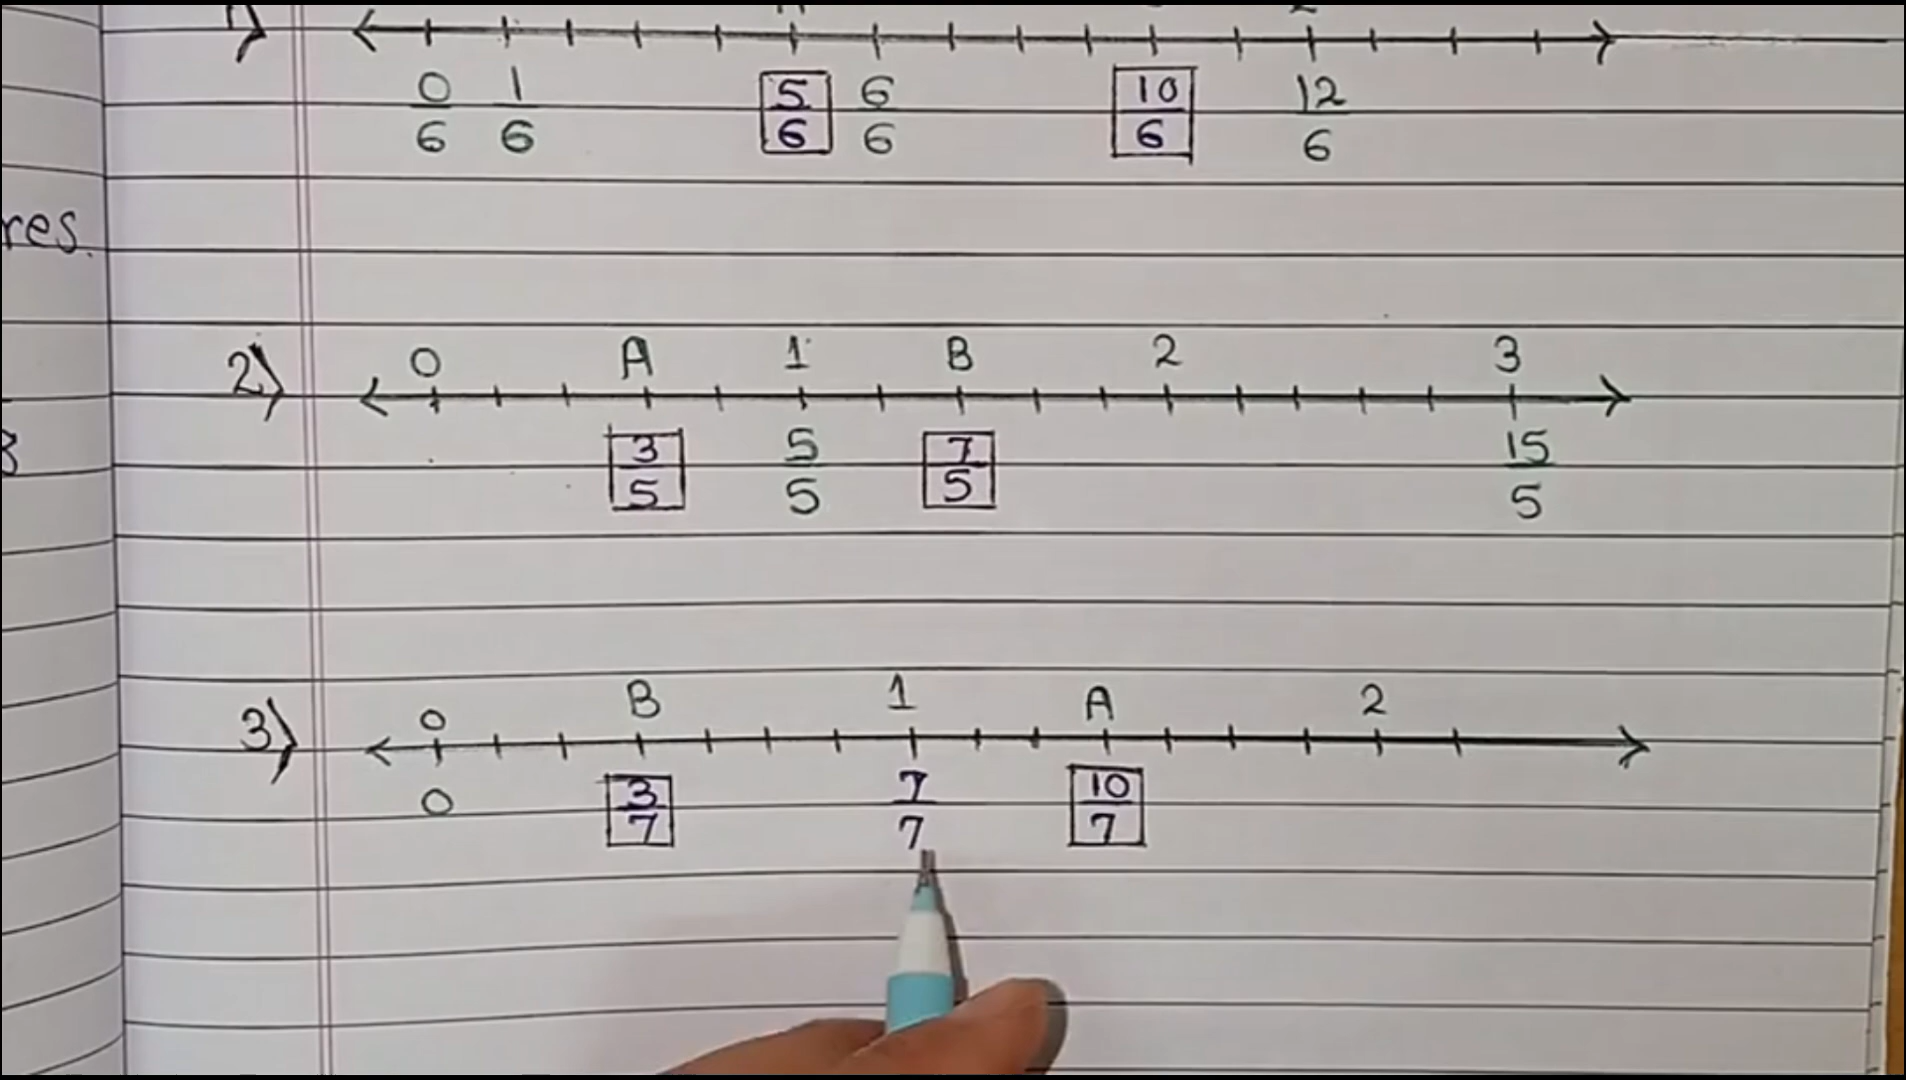 1)
0/6 1/6 5/6 6/6 10/6 12/6
res.
2) 0 A 1 B 2 3
3/5 5/5 7/5 15/5
3) 0 B 1 A 2
0 3/7 7/7 10/7